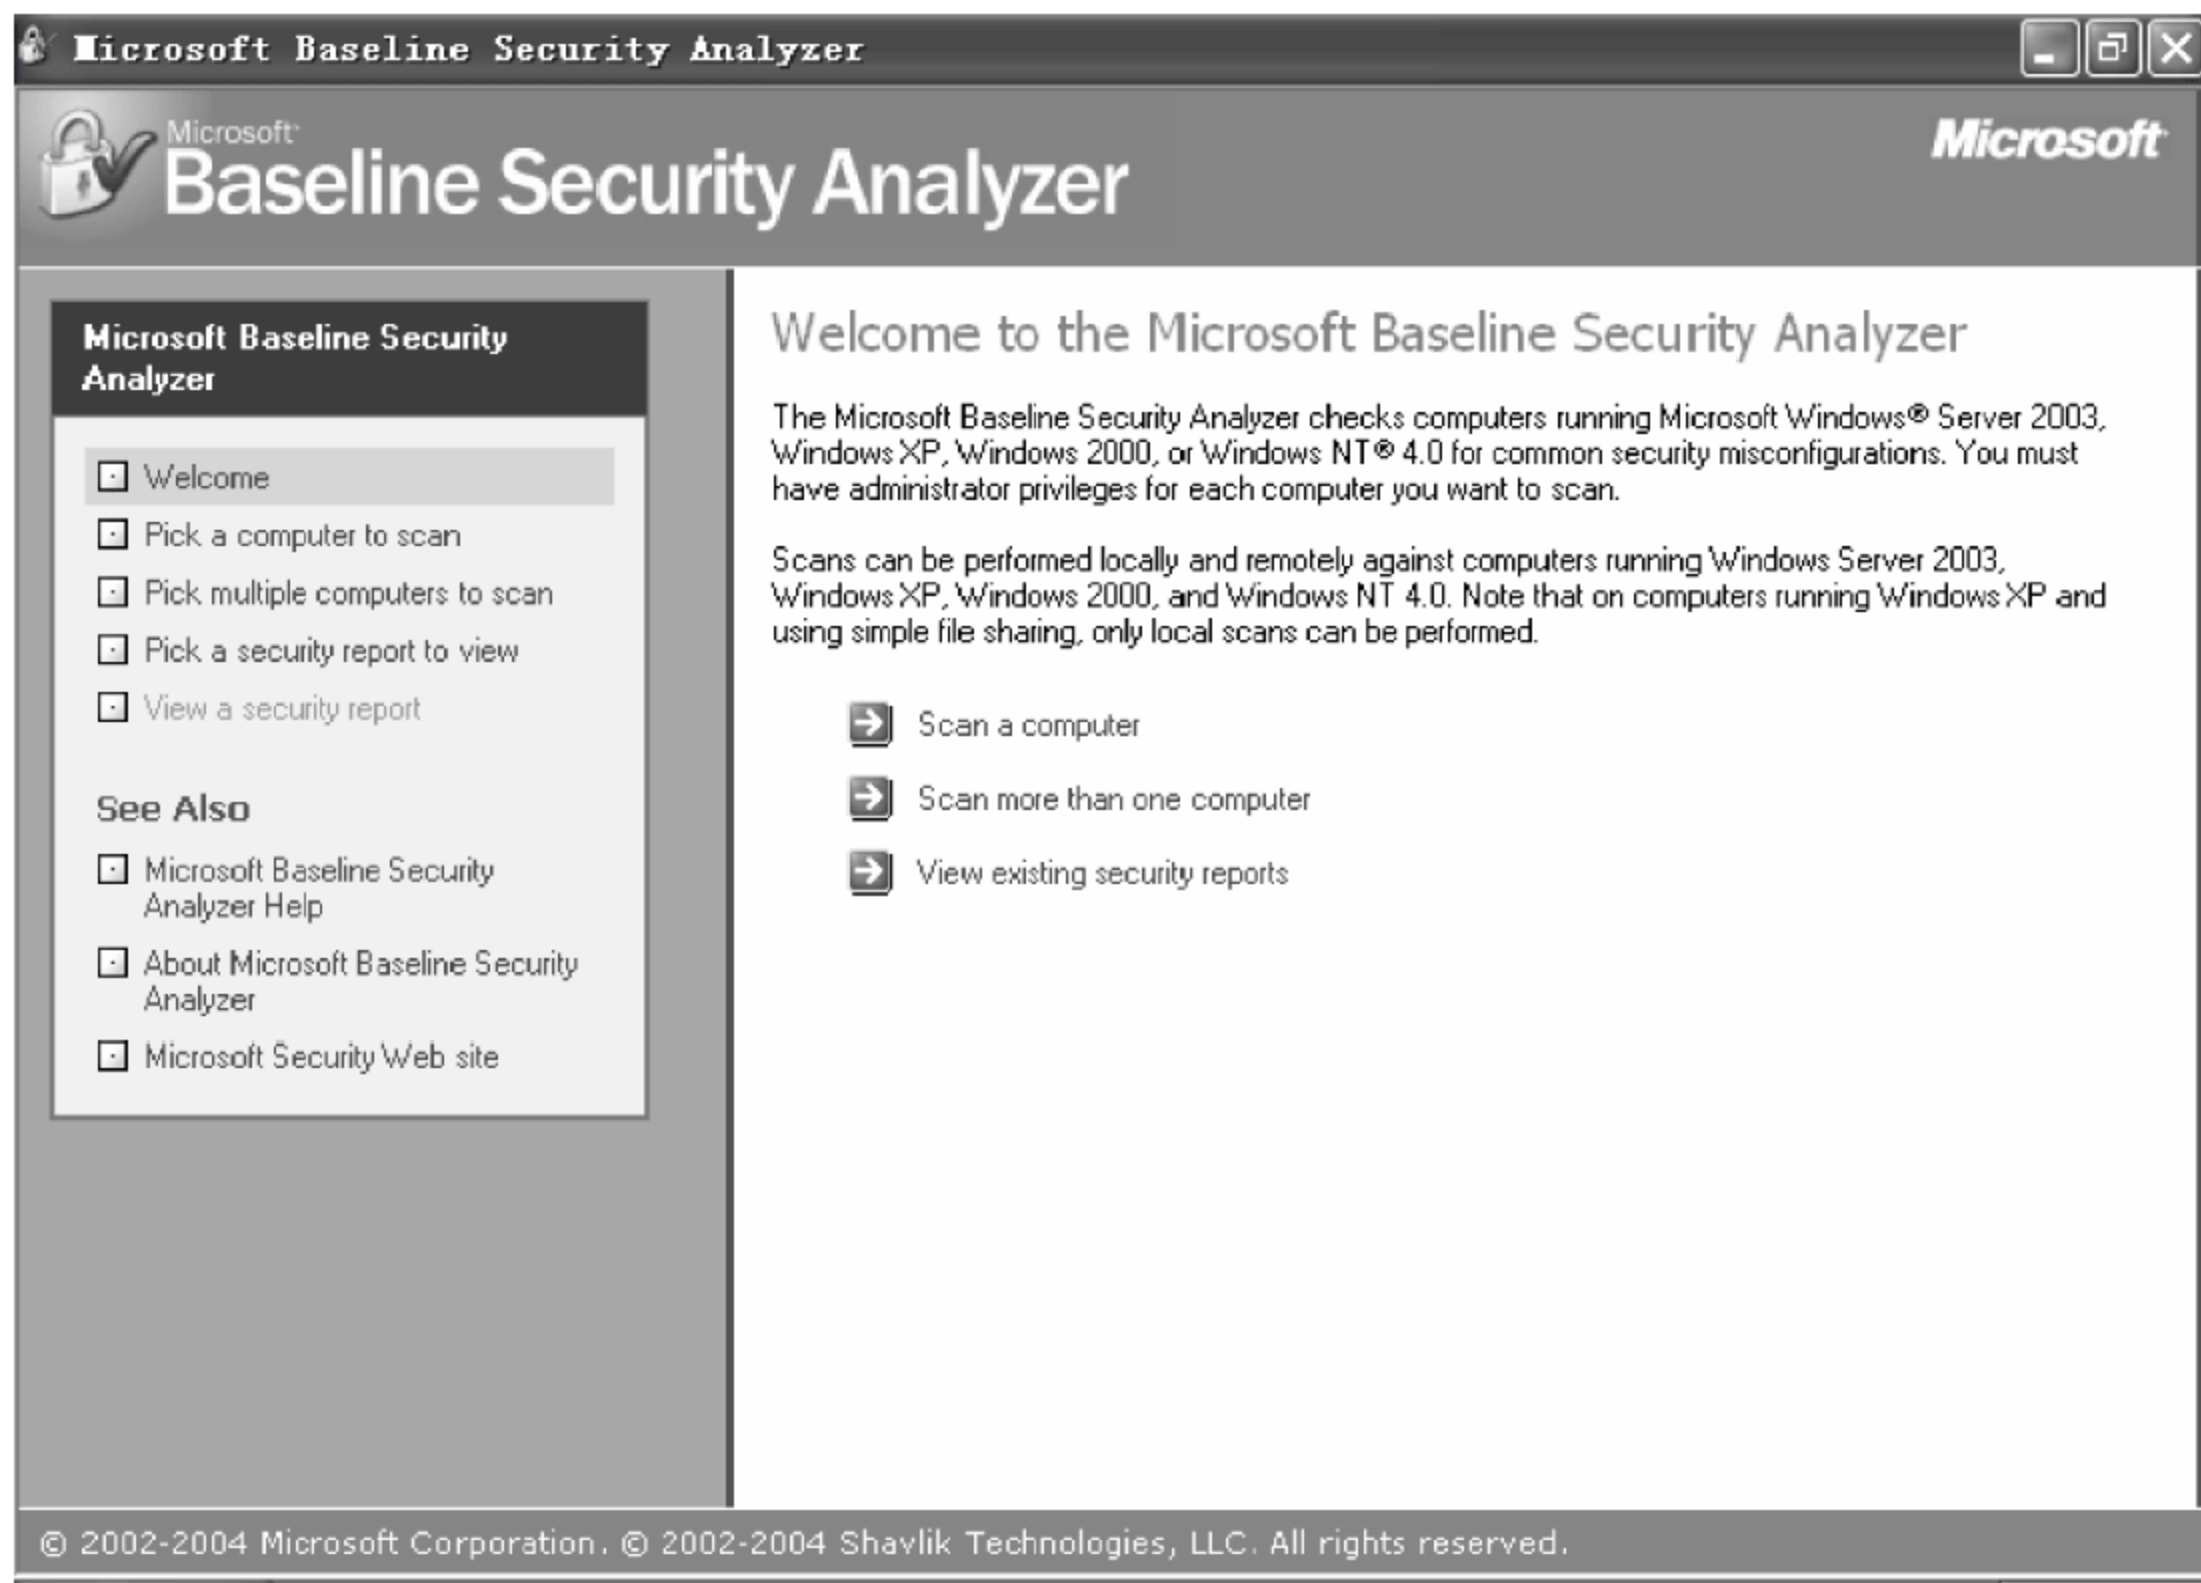 Microsoft Baseline Security Analyzer
Microsoft
Baseline Security Analyzer
Microsoft
Microsoft Baseline Security
Analyzer
Welcome
Pick a computer to scan
Pick multiple computers to scan
Pick a security report to view
View a security report
See Also
Microsoft Baseline Security
Analyzer Help
About Microsoft Baseline Security
Analyzer
Microsoft Security Web site
Welcome to the Microsoft Baseline Security Analyzer
The Microsoft Baseline Security Analyzer checks computers running Microsoft Windows® Server 2003,
Windows XP, Windows 2000, or Windows NT® 4.0 for common security misconfigurations. You must
have administrator privileges for each computer you want to scan.
Scans can be performed locally and remotely against computers running Windows Server 2003,
Windows XP, Windows 2000, and Windows NT 4.0. Note that on computers running Windows XP and
using simple file sharing, only local scans can be performed.
Scan a computer
Scan more than one computer
View existing security reports
© 2002-2004 Microsoft Corporation. © 2002-2004 Shavlik Technologies, LLC. All rights reserved.